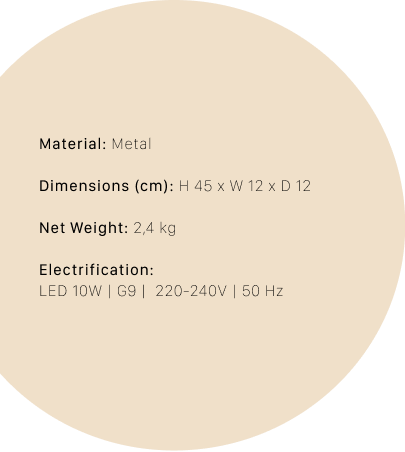 Material: Metal
Dimensions (cm): H 45 x W 12 x D 12
Net Weight: 2,4 kg
Electrification:
LED 10W | G9 |  220-240V | 50 Hz